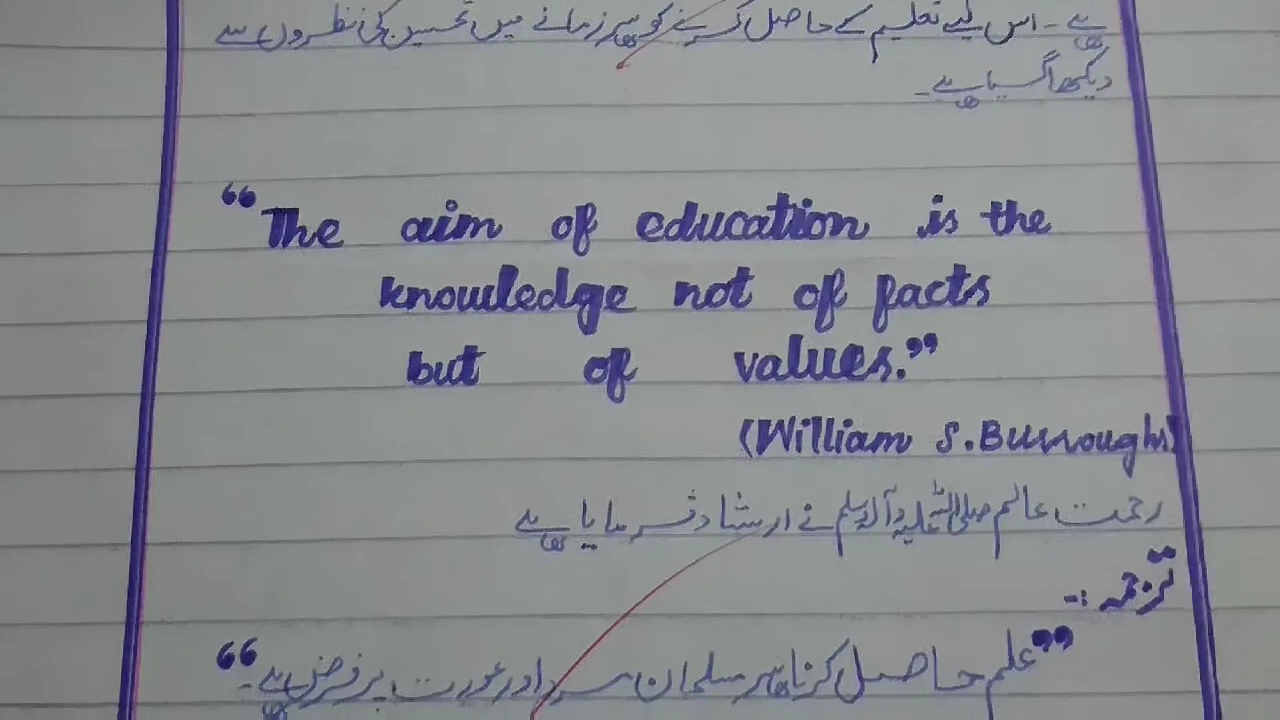 ہے ۔ اس لیے تعلیم کے حاصل کرنے کو ہر زمانے میں تحسین کی نظروں سے
دیکھا گیا ہے۔
“The aim of education is the
knowledge not of facts
but of values.”
(William S. Burroughs)
رحمت عالم صلی اللہ علیہ وآلہ وسلم نے ارشاد فرمایا ہے
ترجمہ :-
”علم حاصل کرنا ہر مسلمان مرد اور عورت پر فرض ہے۔“